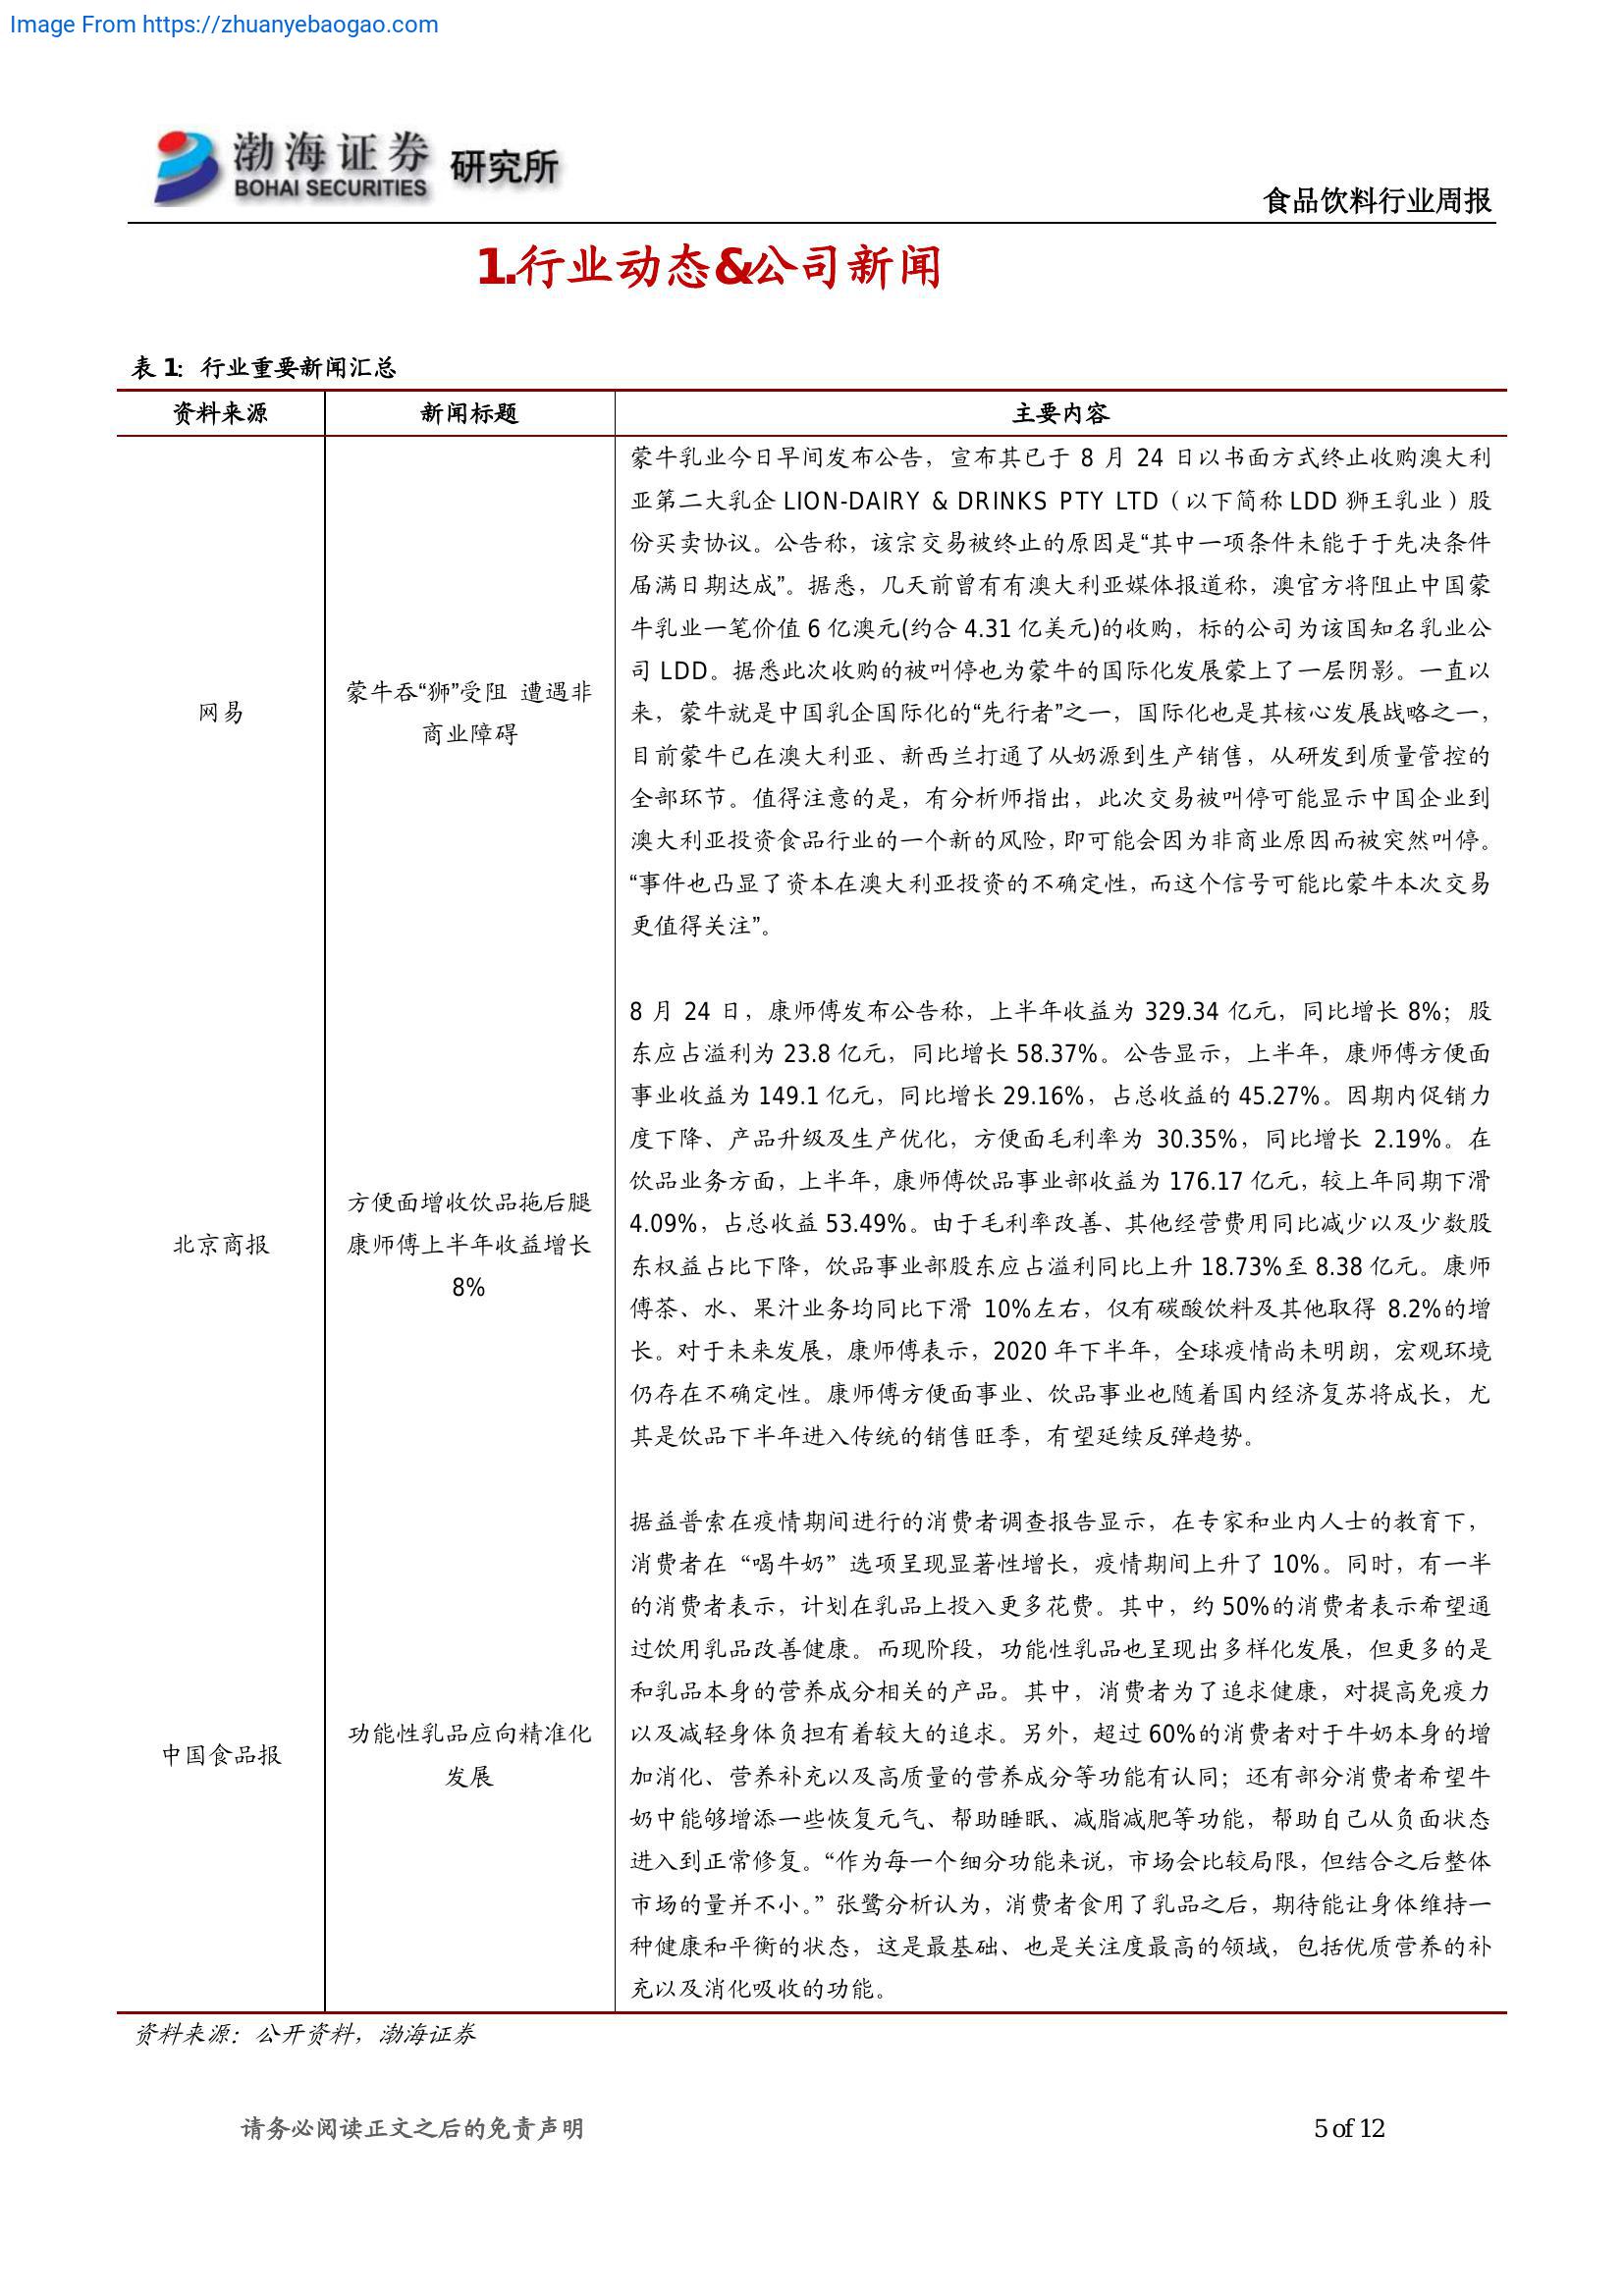 Image From https://zhuanyebaogao.com
渤海证券 研究所
BOHAI SECURITIES
食品饮料行业周报
1.行业动态&公司新闻
表 1: 行业重要新闻汇总
资料来源 新闻标题 主要内容
网易
蒙牛吞“狮”受阻 遭遇非
商业障碍
蒙牛乳业今日早间发布公告，宣布其已于 8 月 24 日以书面方式终止收购澳大利
亚第二大乳企 LION-DAIRY & DRINKS PTY LTD（以下简称 LDD 狮王乳业）股
份买卖协议。公告称，该宗交易被终止的原因是“其中一项条件未能于于先决条件
届满日期达成”。据悉，几天前曾有有澳大利亚媒体报道称，澳官方将阻止中国蒙
牛乳业一笔价值 6 亿澳元(约合 4.31 亿美元)的收购，标的公司为该国知名乳业公
司 LDD。据悉此次收购的被叫停也为蒙牛的国际化发展蒙上了一层阴影。一直以
来，蒙牛就是中国乳企国际化的“先行者”之一，国际化也是其核心发展战略之一，
目前蒙牛已在澳大利亚、新西兰打通了从奶源到生产销售，从研发到质量管控的
全部环节。值得注意的是，有分析师指出，此次交易被叫停可能显示中国企业到
澳大利亚投资食品行业的一个新的风险，即可能会因为非商业原因而被突然叫停。
“事件也凸显了资本在澳大利亚投资的不确定性，而这个信号可能比蒙牛本次交易
更值得关注”。
北京商报
方便面增收饮品拖后腿
康师傅上半年收益增长
8%
8 月 24 日，康师傅发布公告称，上半年收益为 329.34 亿元，同比增长 8%；股
东应占溢利为 23.8 亿元，同比增长 58.37%。公告显示，上半年，康师傅方便面
事业收益为 149.1 亿元，同比增长 29.16%，占总收益的 45.27%。因期内促销力
度下降、产品升级及生产优化，方便面毛利率为 30.35%，同比增长 2.19%。在
饮品业务方面，上半年，康师傅饮品事业部收益为 176.17 亿元，较上年同期下滑
4.09%，占总收益 53.49%。由于毛利率改善、其他经营费用同比减少以及少数股
东权益占比下降，饮品事业部股东应占溢利同比上升 18.73%至 8.38 亿元。康师
傅茶、水、果汁业务均同比下滑 10%左右，仅有碳酸饮料及其他取得 8.2%的增
长。对于未来发展，康师傅表示，2020 年下半年，全球疫情尚未明朗，宏观环境
仍存在不确定性。康师傅方便面事业、饮品事业也随着国内经济复苏将成长，尤
其是饮品下半年进入传统的销售旺季，有望延续反弹趋势。
中国食品报
功能性乳品应向精准化
发展
据益普索在疫情期间进行的消费者调查报告显示，在专家和业内人士的教育下，
消费者在“喝牛奶”选项呈现显著性增长，疫情期间上升了 10%。同时，有一半
的消费者表示，计划在乳品上投入更多花费。其中，约 50%的消费者表示希望通
过饮用乳品改善健康。而现阶段，功能性乳品也呈现出多样化发展，但更多的是
和乳品本身的营养成分相关的产品。其中，消费者为了追求健康，对提高免疫力
以及减轻身体负担有着较大的追求。另外，超过 60%的消费者对于牛奶本身的增
加消化、营养补充以及高质量的营养成分等功能有认同；还有部分消费者希望牛
奶中能够增添一些恢复元气、帮助睡眠、减脂减肥等功能，帮助自己从负面状态
进入到正常修复。“作为每一个细分功能来说，市场会比较局限，但结合之后整体
市场的量并不小。”张鹭分析认为，消费者食用了乳品之后，期待能让身体维持一
种健康和平衡的状态，这是最基础、也是关注度最高的领域，包括优质营养的补
充以及消化吸收的功能。
资料来源：公开资料，渤海证券
请务必阅读正文之后的免责声明 5 of 12